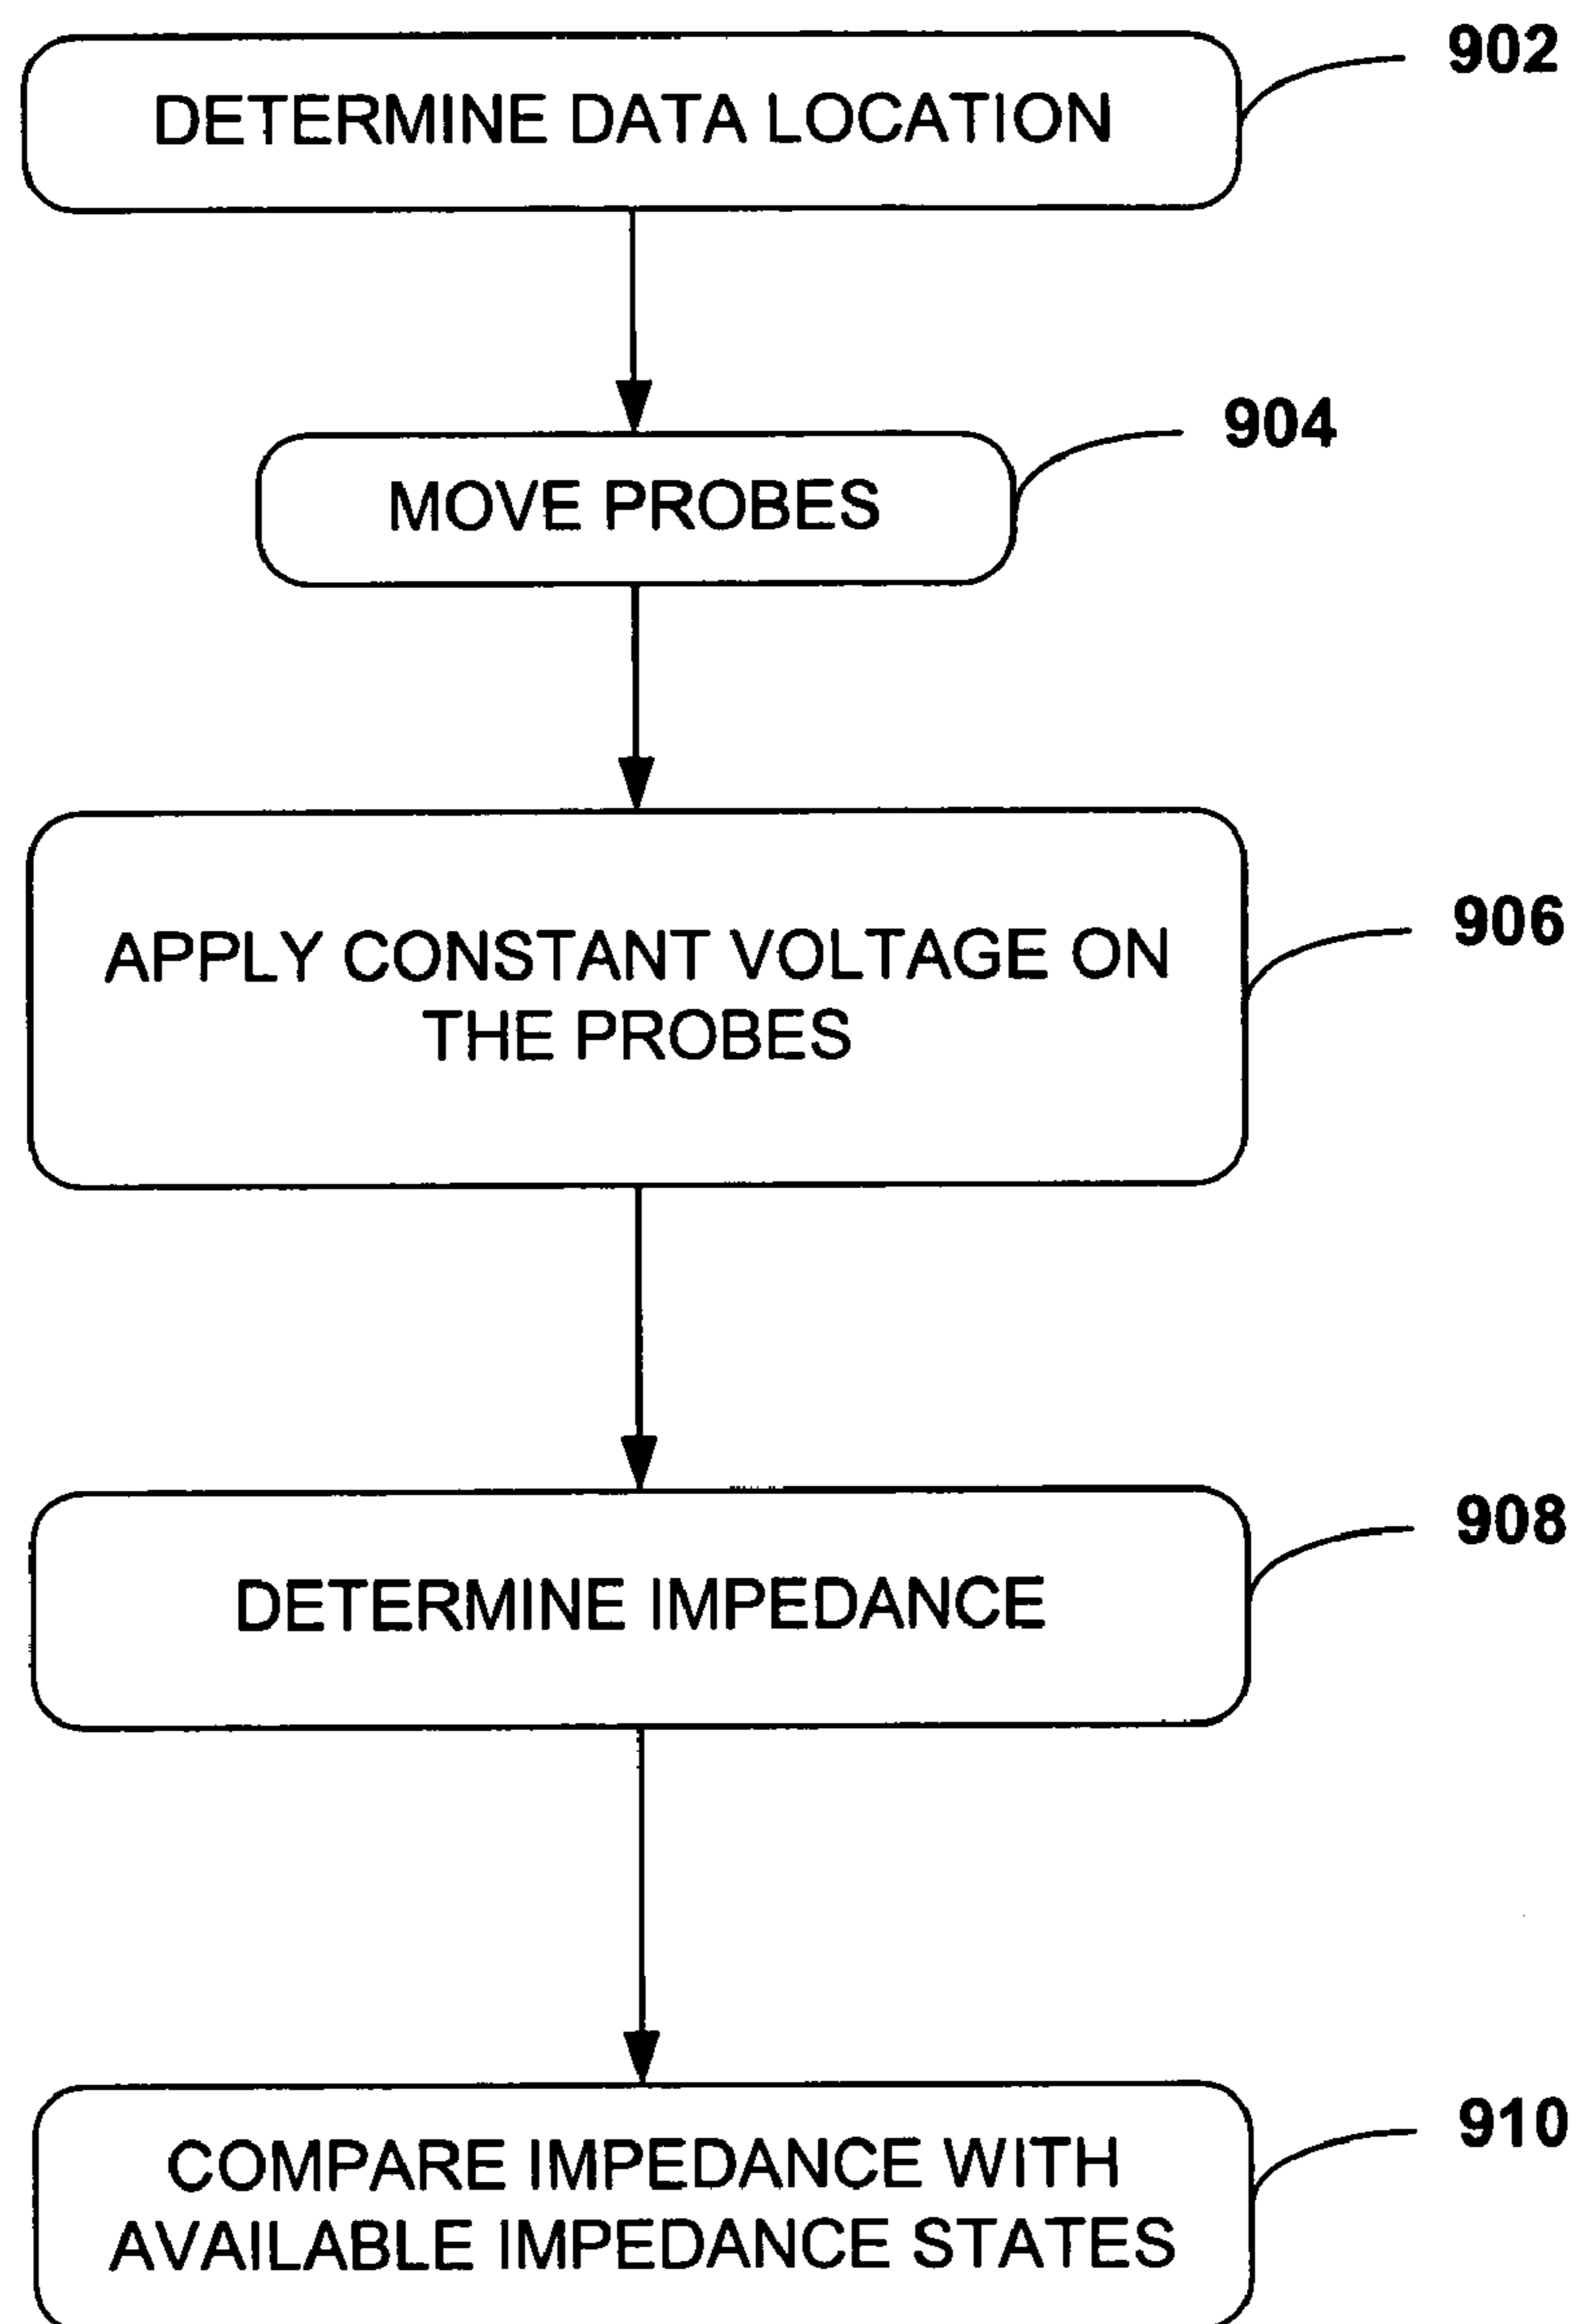 902
DETERMINE DATA LOCATION
904
MOVE PROBES
906
APPLY CONSTANT VOLTAGE ON
THE PROBES
908
DETERMINE IMPEDANCE
910
COMPARE IMPEDANCE WITH
AVAILABLE IMPEDANCE STATES